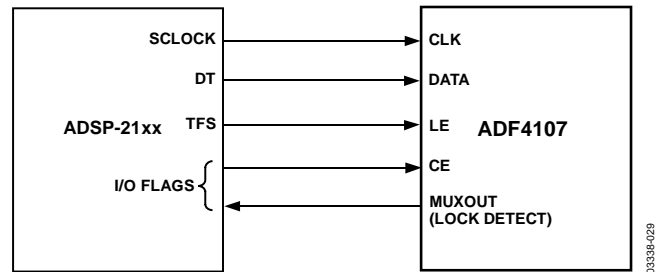 SCLOCK
DT
TFS
I/O FLAGS
ADSP-21xx
CLK
DATA
LE
CE
MUXOUT
(LOCK DETECT)
ADF4107
03338-029